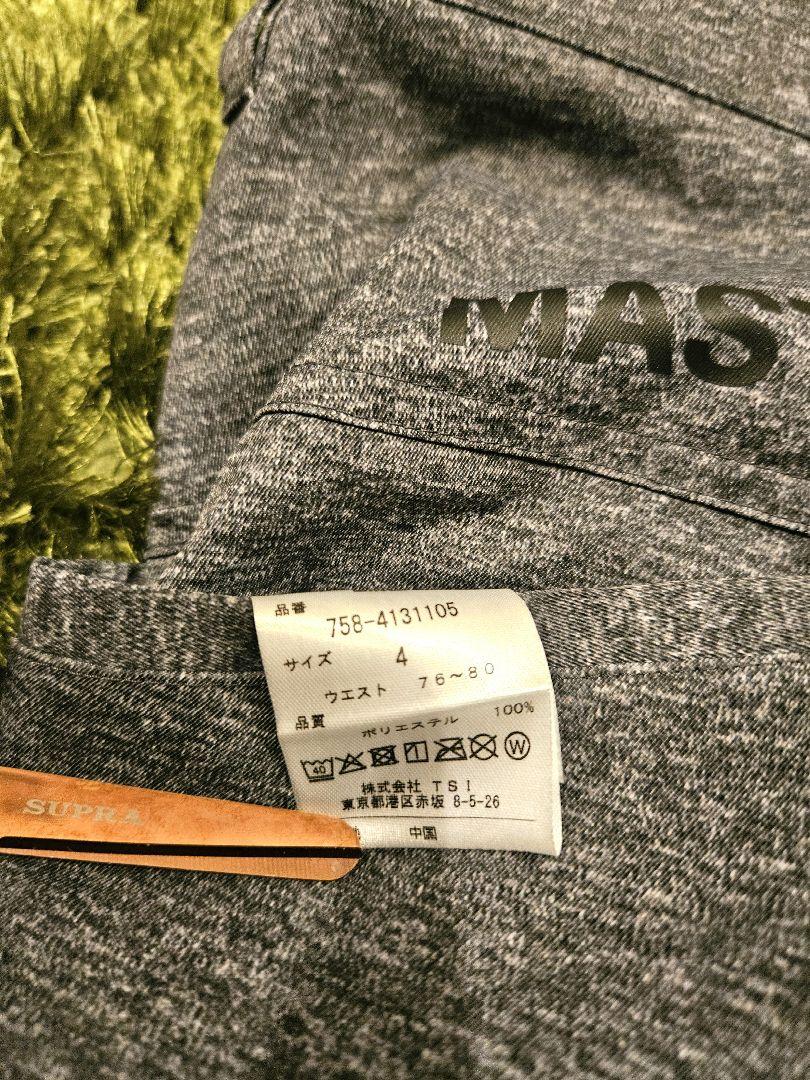 MAS
品番
758-4131105
サイズ 4
ウエスト 76～80
品質
ポリエステル 100%
40
W
株式会社 TSI
東京都港区赤坂 8-5-26
中国
SUPRA